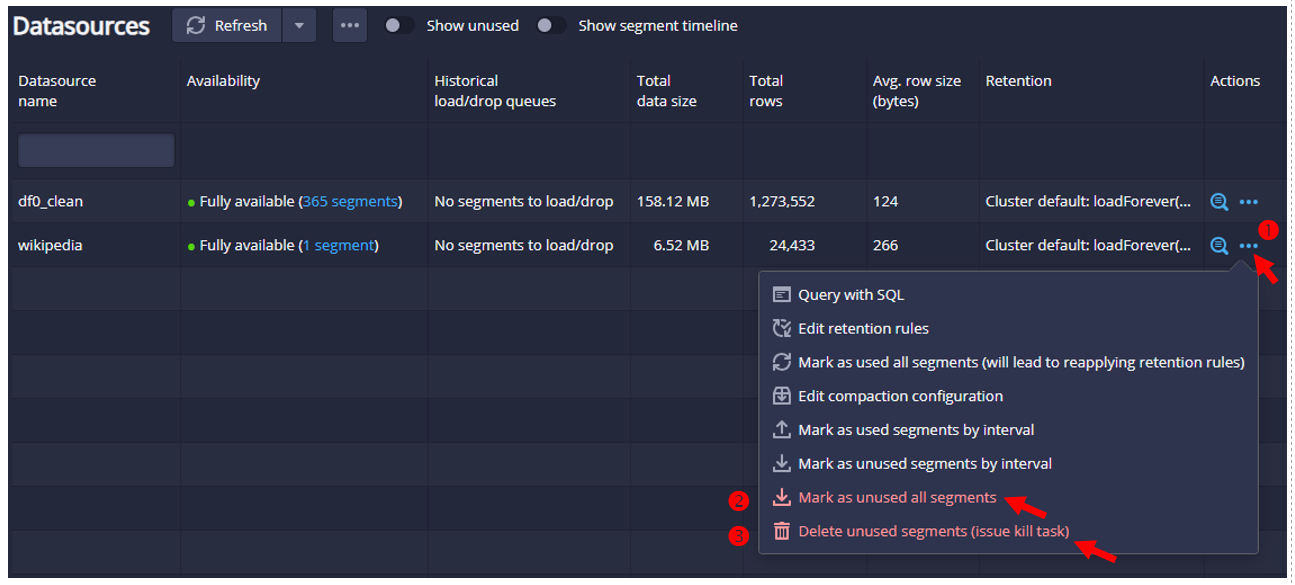 Datasources Refresh ... Show unused Show segment timeline
Datasource name Availability Historical load/drop queues Total data size Total rows Avg. row size (bytes) Retention Actions
df0_clean Fully available (365 segments) No segments to load/drop 158.12 MB 1,273,552 124 Cluster default: loadForever(...
wikipedia Fully available (1 segment) No segments to load/drop 6.52 MB 24,433 266 Cluster default: loadForever(...
1
Query with SQL
Edit retention rules
Mark as used all segments (will lead to reapplying retention rules)
Edit compaction configuration
Mark as used segments by interval
Mark as unused segments by interval
2 Mark as unused all segments
3 Delete unused segments (issue kill task)